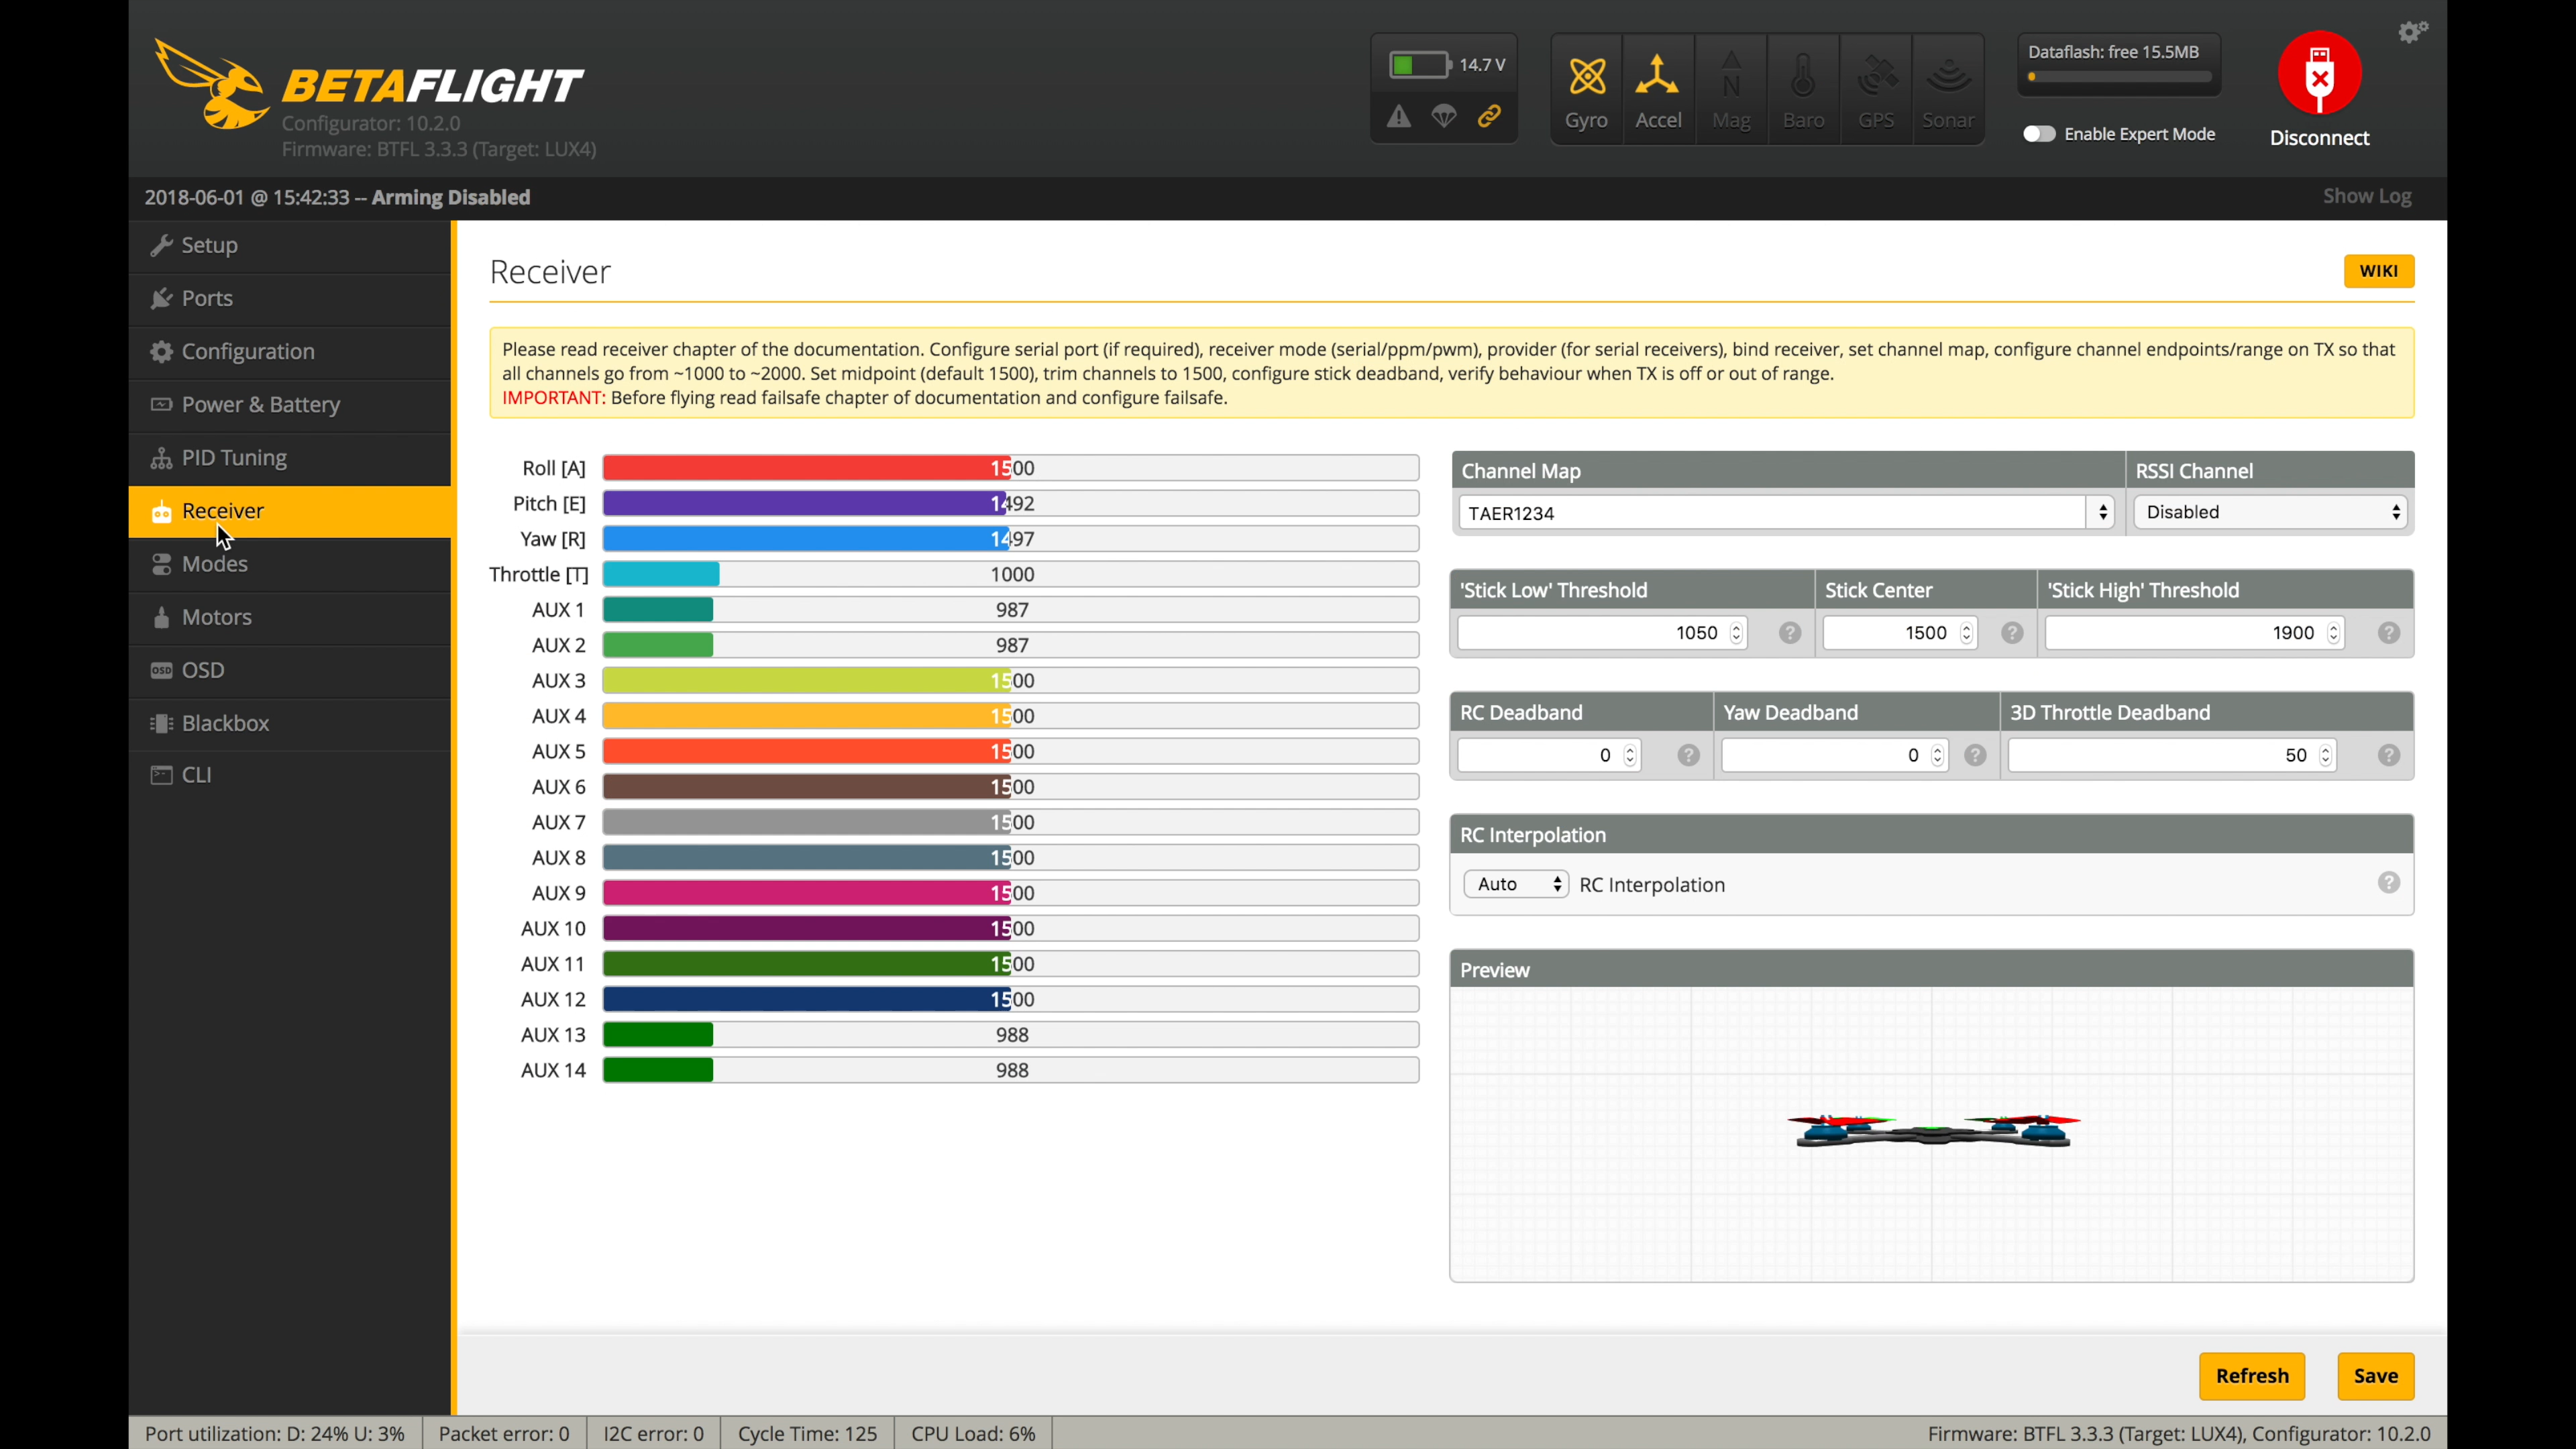 BETAFLIGHT
Configurator: 10.2.0
Firmware: BTFL 3.3.3 (Target: LUX4)
14.7 V
Gyro
Accel
N
Mag
Baro
GPS
Sonar
Dataflash: free 15.5MB
Enable Expert Mode
Disconnect
2018-06-01 @ 15:42:33 -- Arming Disabled
Show Log
Setup
Ports
Configuration
Power & Battery
PID Tuning
Receiver
Modes
Motors
OSD OSD
Blackbox
CLI
Receiver
WIKI
Please read receiver chapter of the documentation. Configure serial port (if required), receiver mode (serial/ppm/pwm), provider (for serial receivers), bind receiver, set channel map, configure channel endpoints/range on TX so that
all channels go from ~1000 to ~2000. Set midpoint (default 1500), trim channels to 1500, configure stick deadband, verify behaviour when TX is off or out of range.
IMPORTANT: Before flying read failsafe chapter of documentation and configure failsafe.
Roll [A] 1500
Pitch [E] 1492
Yaw [R] 1497
Throttle [T] 1000
AUX 1 987
AUX 2 987
AUX 3 1500
AUX 4 1500
AUX 5 1500
AUX 6 1500
AUX 7 1500
AUX 8 1500
AUX 9 1500
AUX 10 1500
AUX 11 1500
AUX 12 1500
AUX 13 988
AUX 14 988
Channel Map RSSI Channel
TAER1234 Disabled
'Stick Low' Threshold Stick Center 'Stick High' Threshold
1050 ? 1500 ? 1900 ?
RC Deadband Yaw Deadband 3D Throttle Deadband
0 ? 0 ? 50 ?
RC Interpolation
Auto RC Interpolation ?
Preview
Refresh Save
Port utilization: D: 24% U: 3% Packet error: 0 I2C error: 0 Cycle Time: 125 CPU Load: 6% Firmware: BTFL 3.3.3 (Target: LUX4), Configurator: 10.2.0